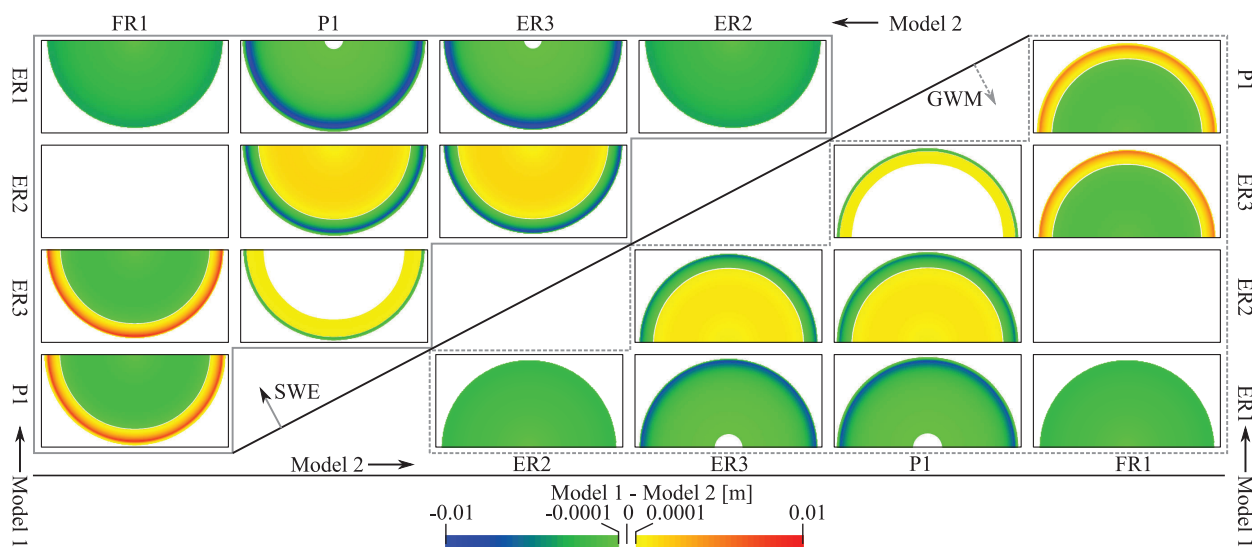 FR1 P1 ER3 ER2 Model 2
ER1
ER2
ER3
P1
Model 1
SWE
GWM
P1
ER3
ER2
ER1
Model 1
Model 2 ER2 ER3 P1 FR1
Model 1 - Model 2 [m]
-0.01 -0.0001 0 0.0001 0.01